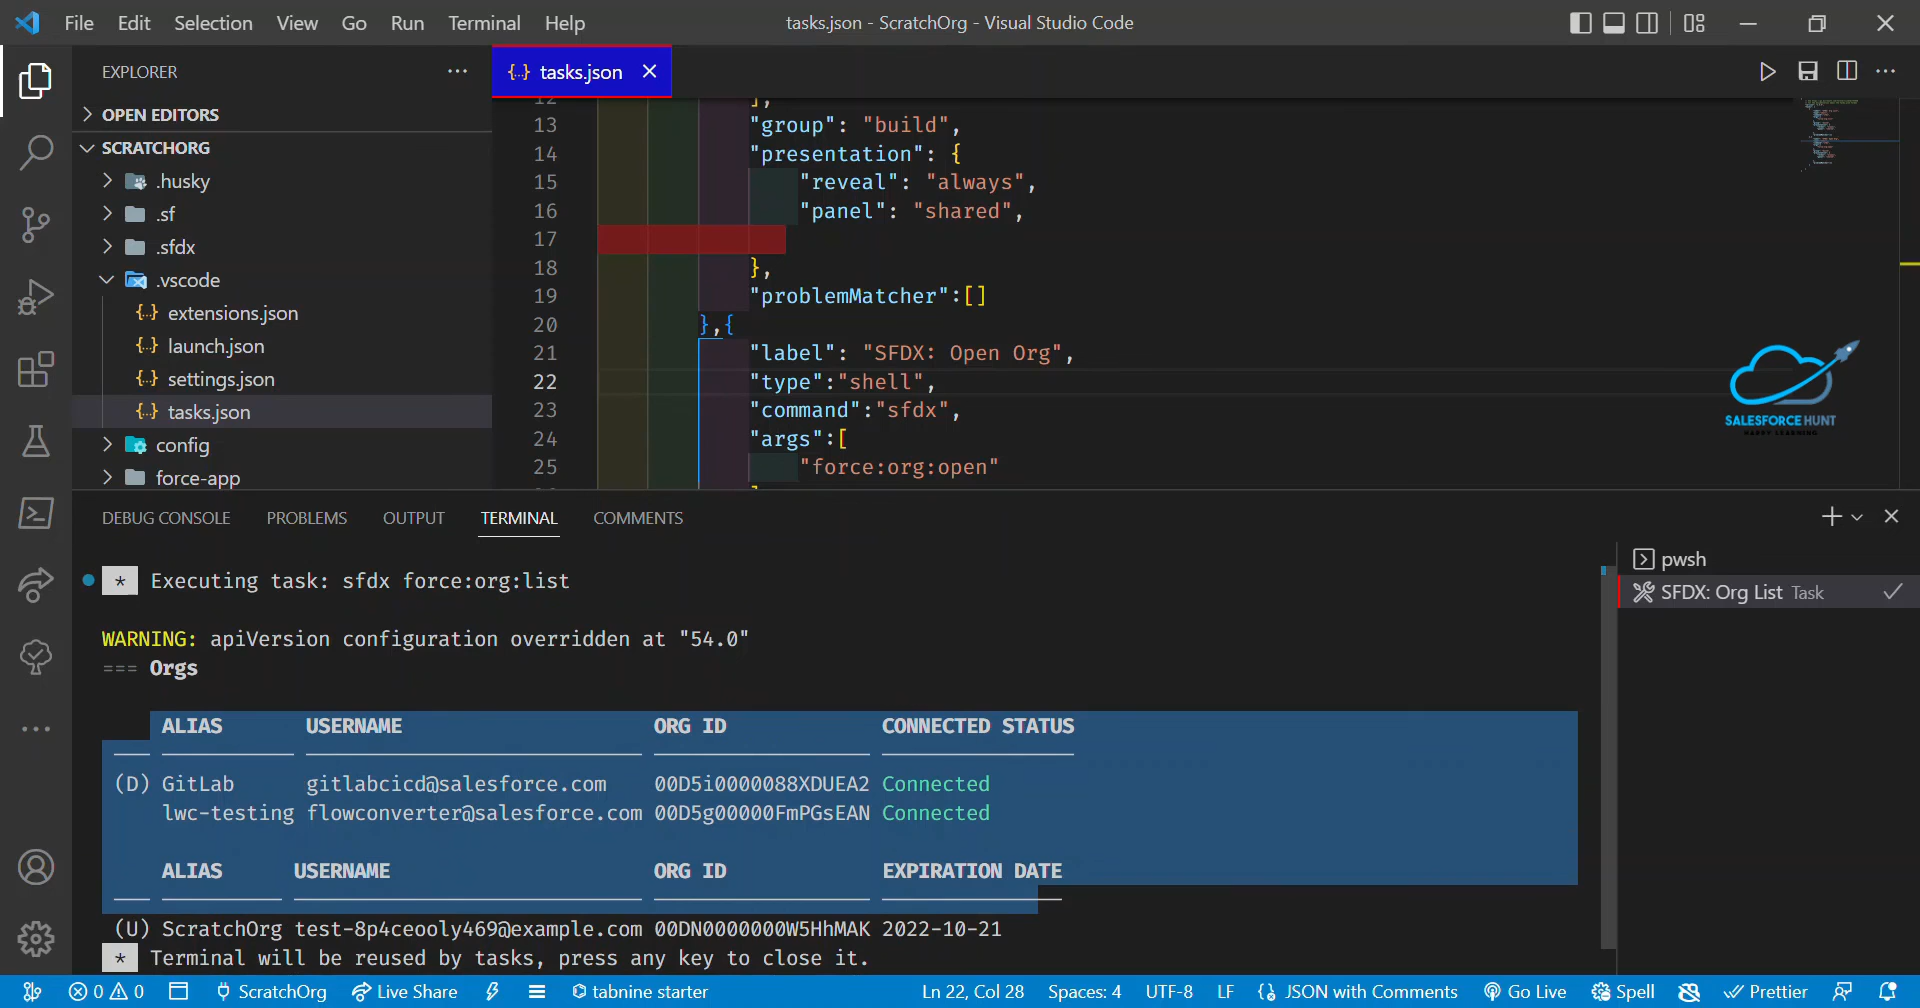 File Edit Selection View Go Run Terminal Help
tasks.json - ScratchOrg - Visual Studio Code
EXPLORER
OPEN EDITORS
SCRATCHORG
.husky
.sf
.sfdx
.vscode
extensions.json
launch.json
settings.json
tasks.json
config
force-app
tasks.json
12 ],
13 "group": "build",
14 "presentation": {
15 "reveal": "always",
16 "panel": "shared",
17
18 },
19 "problemMatcher":[]
20 },{
21 "label": "SFDX: Open Org",
22 "type":"shell",
23 "command":"sfdx",
24 "args":[
25 "force:org:open"
SALESFORCE HUNT
DEBUG CONSOLE PROBLEMS OUTPUT TERMINAL COMMENTS
* Executing task: sfdx force:org:list
WARNING: apiVersion configuration overridden at "54.0"
=== Orgs
ALIAS USERNAME ORG ID CONNECTED STATUS
(D) GitLab gitlabcicd@salesforce.com 00D5i0000088XDUEA2 Connected
lwc-testing flowconverter@salesforce.com 00D5g00000FmPGsEAN Connected
ALIAS USERNAME ORG ID EXPIRATION DATE
(U) ScratchOrg test-8p4ceooly469@example.com 00DN0000000W5HhMAK 2022-10-21
* Terminal will be reused by tasks, press any key to close it.
pwsh
SFDX: Org List Task
0 0 ScratchOrg Live Share tabnine starter Ln 22, Col 28 Spaces: 4 UTF-8 LF JSON with Comments Go Live Spell Prettier